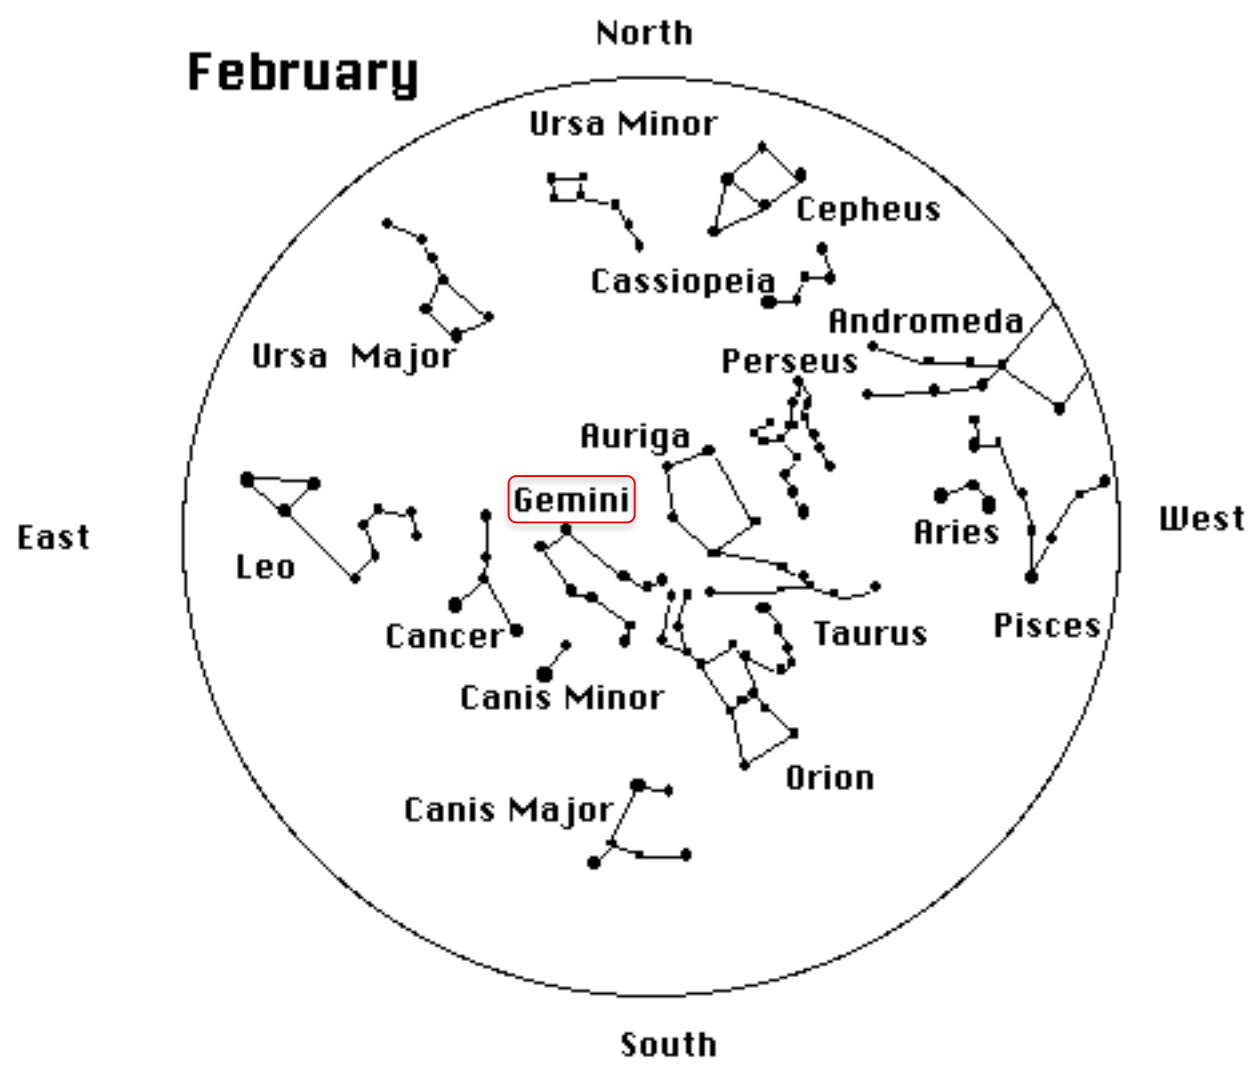 North
February
Ursa Minor
Cepheus
Cassiopeia
Andromeda
Ursa Major
Perseus
Auriga
Gemini
East
West
Leo
Aries
Cancer
Taurus
Pisces
Canis Minor
Orion
Canis Major
South